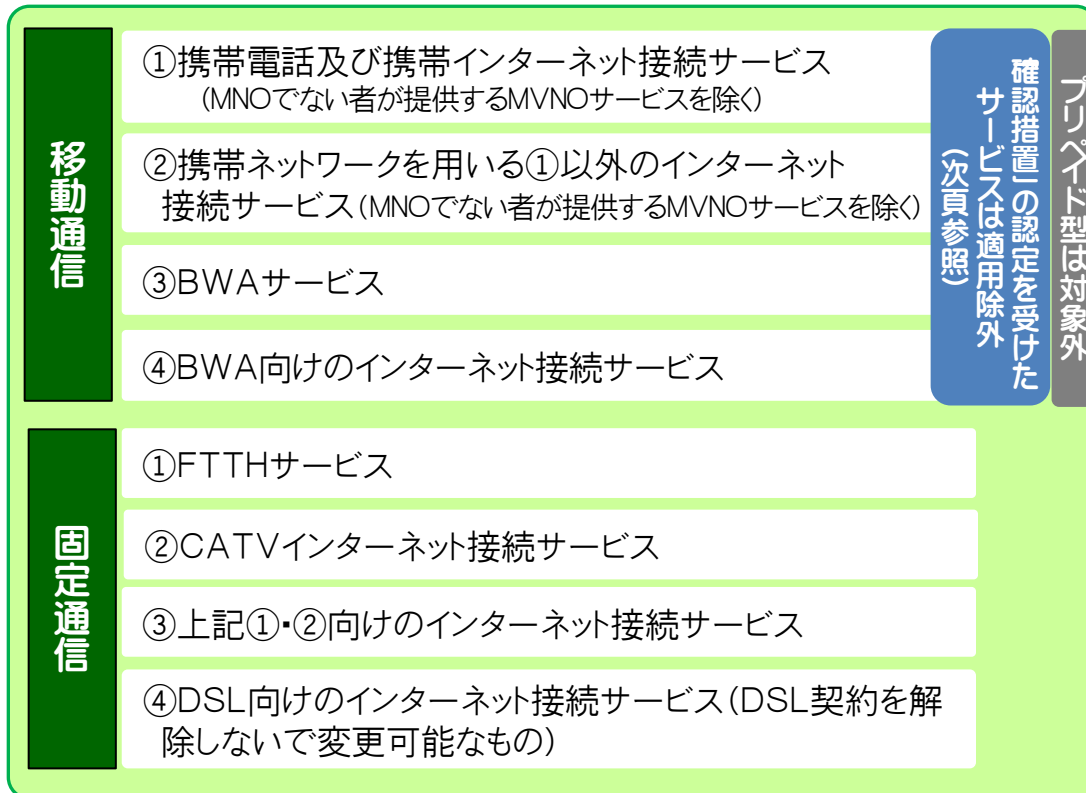 移動通信
①携帯電話及び携帯インターネット接続サービス
(MNOでない者が提供するMVNOサービスを除く)
②携帯ネットワークを用いる①以外のインターネット
接続サービス(MNOでない者が提供するMVNOサービスを除く)
③BWAサービス
④BWA向けのインターネット接続サービス
確認措置」の認定を受けた
サービスは適用除外
(次頁参照)
プリペイド型は対象外
固定通信
①FTTHサービス
②CATVインターネット接続サービス
③上記①・②向けのインターネット接続サービス
④DSL向けのインターネット接続サービス(DSL契約を解
除しないで変更可能なもの)